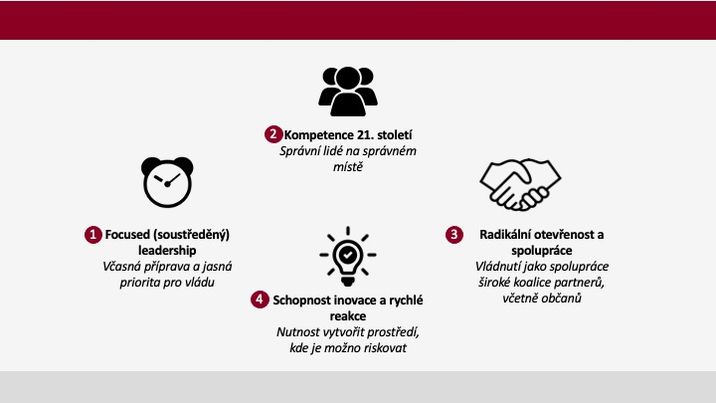 1
Focused (soustředěný)
leadership
Včasná příprava a jasná
priorita pro vládu
2
Kompetence 21. století
Správní lidé na správném
místě
3
Radikální otevřenost a
spolupráce
Vládnutí jako spolupráce
široké koalice partnerů,
včetně občanů
4
Schopnost inovace a rychlé
reakce
Nutnost vytvořit prostředí,
kde je možno riskovat